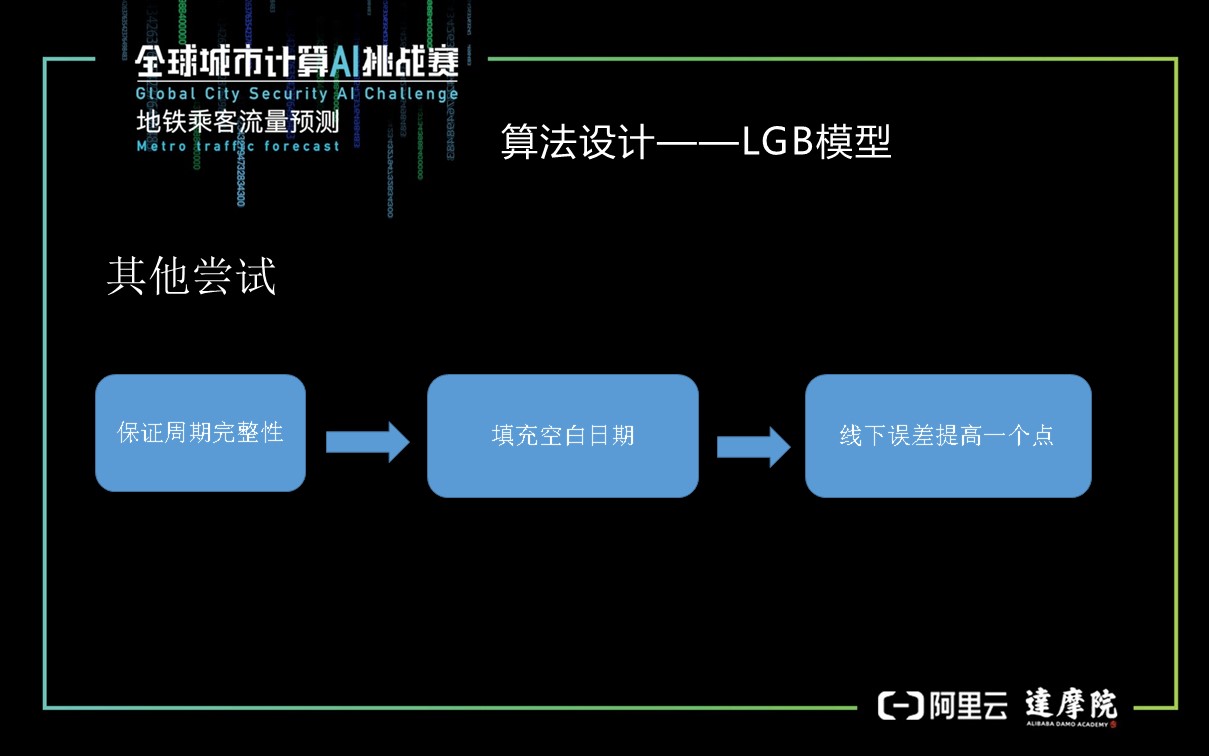 全球城市计算AI挑战赛
Global City Security AI Challenge
地铁乘客流量预测
Metro traffic forecast
算法设计——LGB模型
其他尝试
保证周期完整性
填充空白日期
线下误差提高一个点
阿里云
達摩院
ALIBABA DAMO ACADEMY